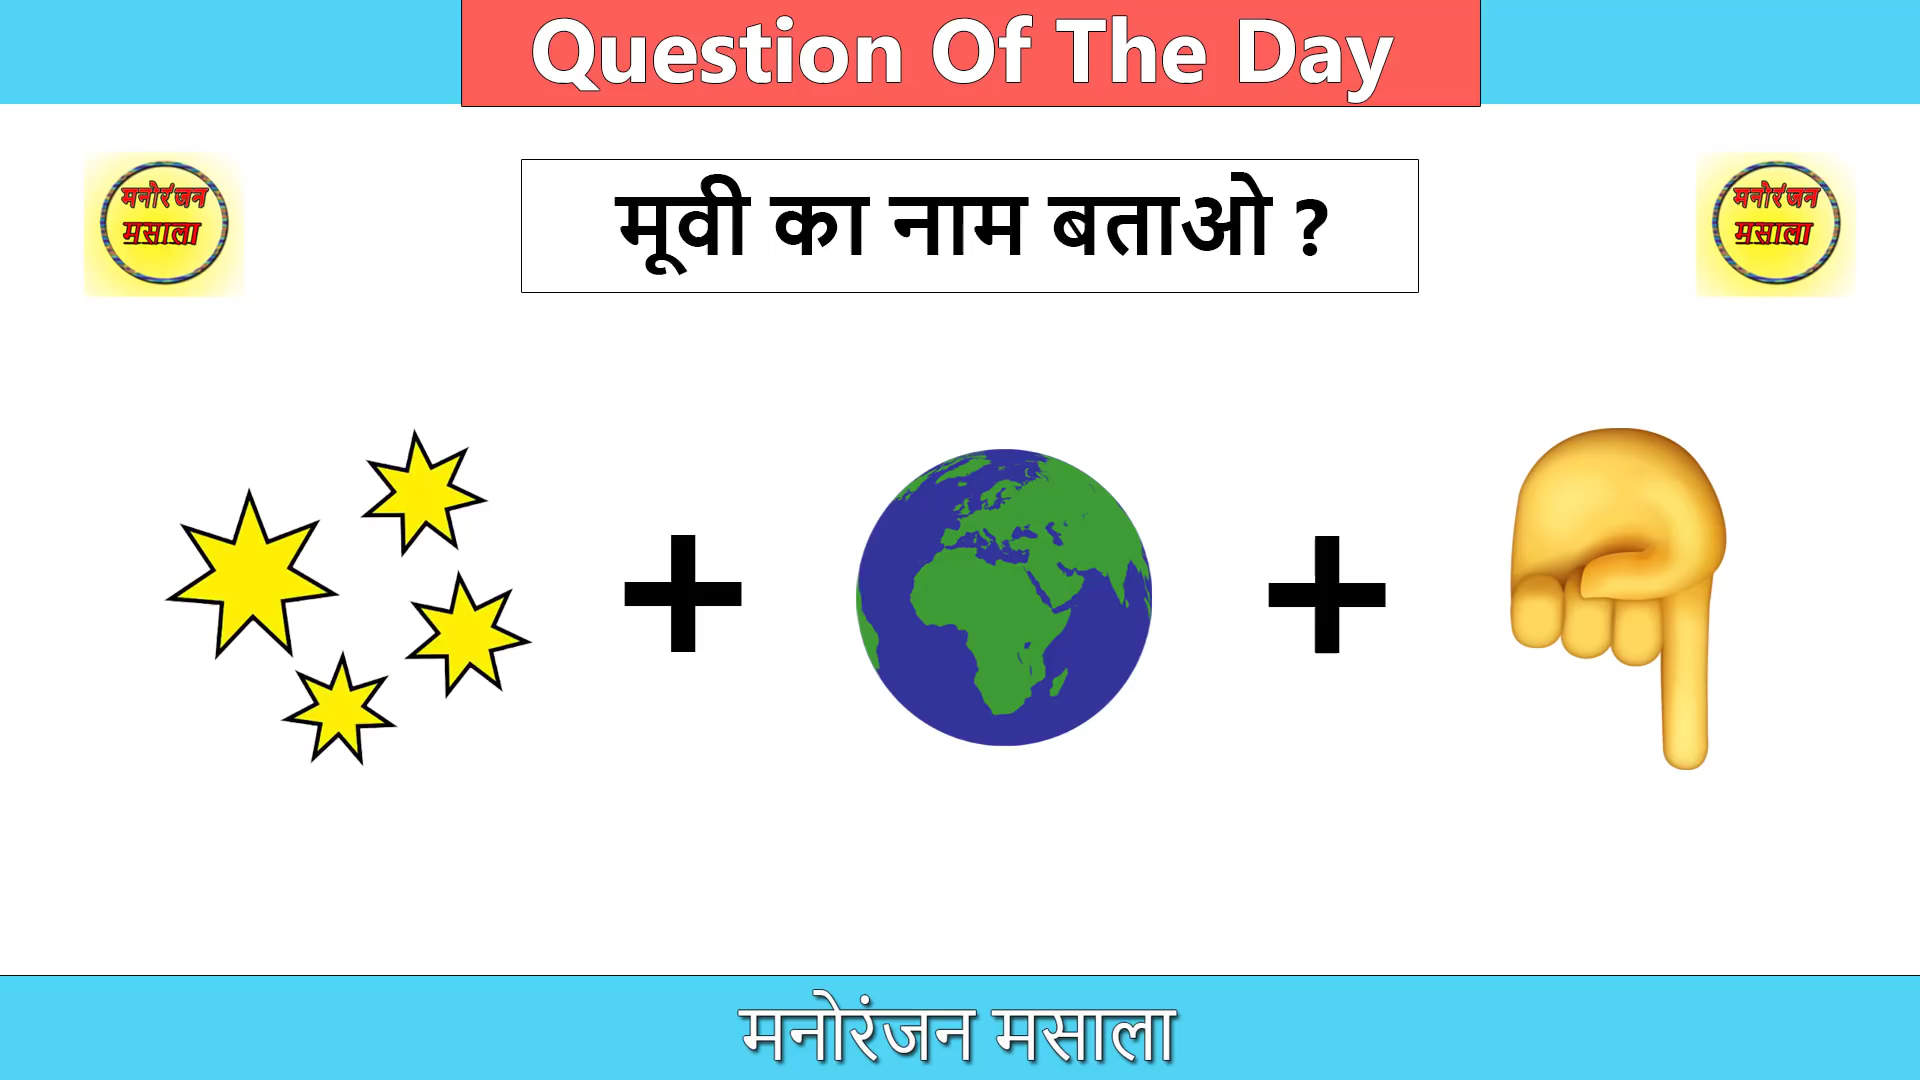 Question Of The Day
मनोरंजन
मसाला
मूवी का नाम बताओ ?
मनोरंजन
मसाला
मनोरंजन मसाला